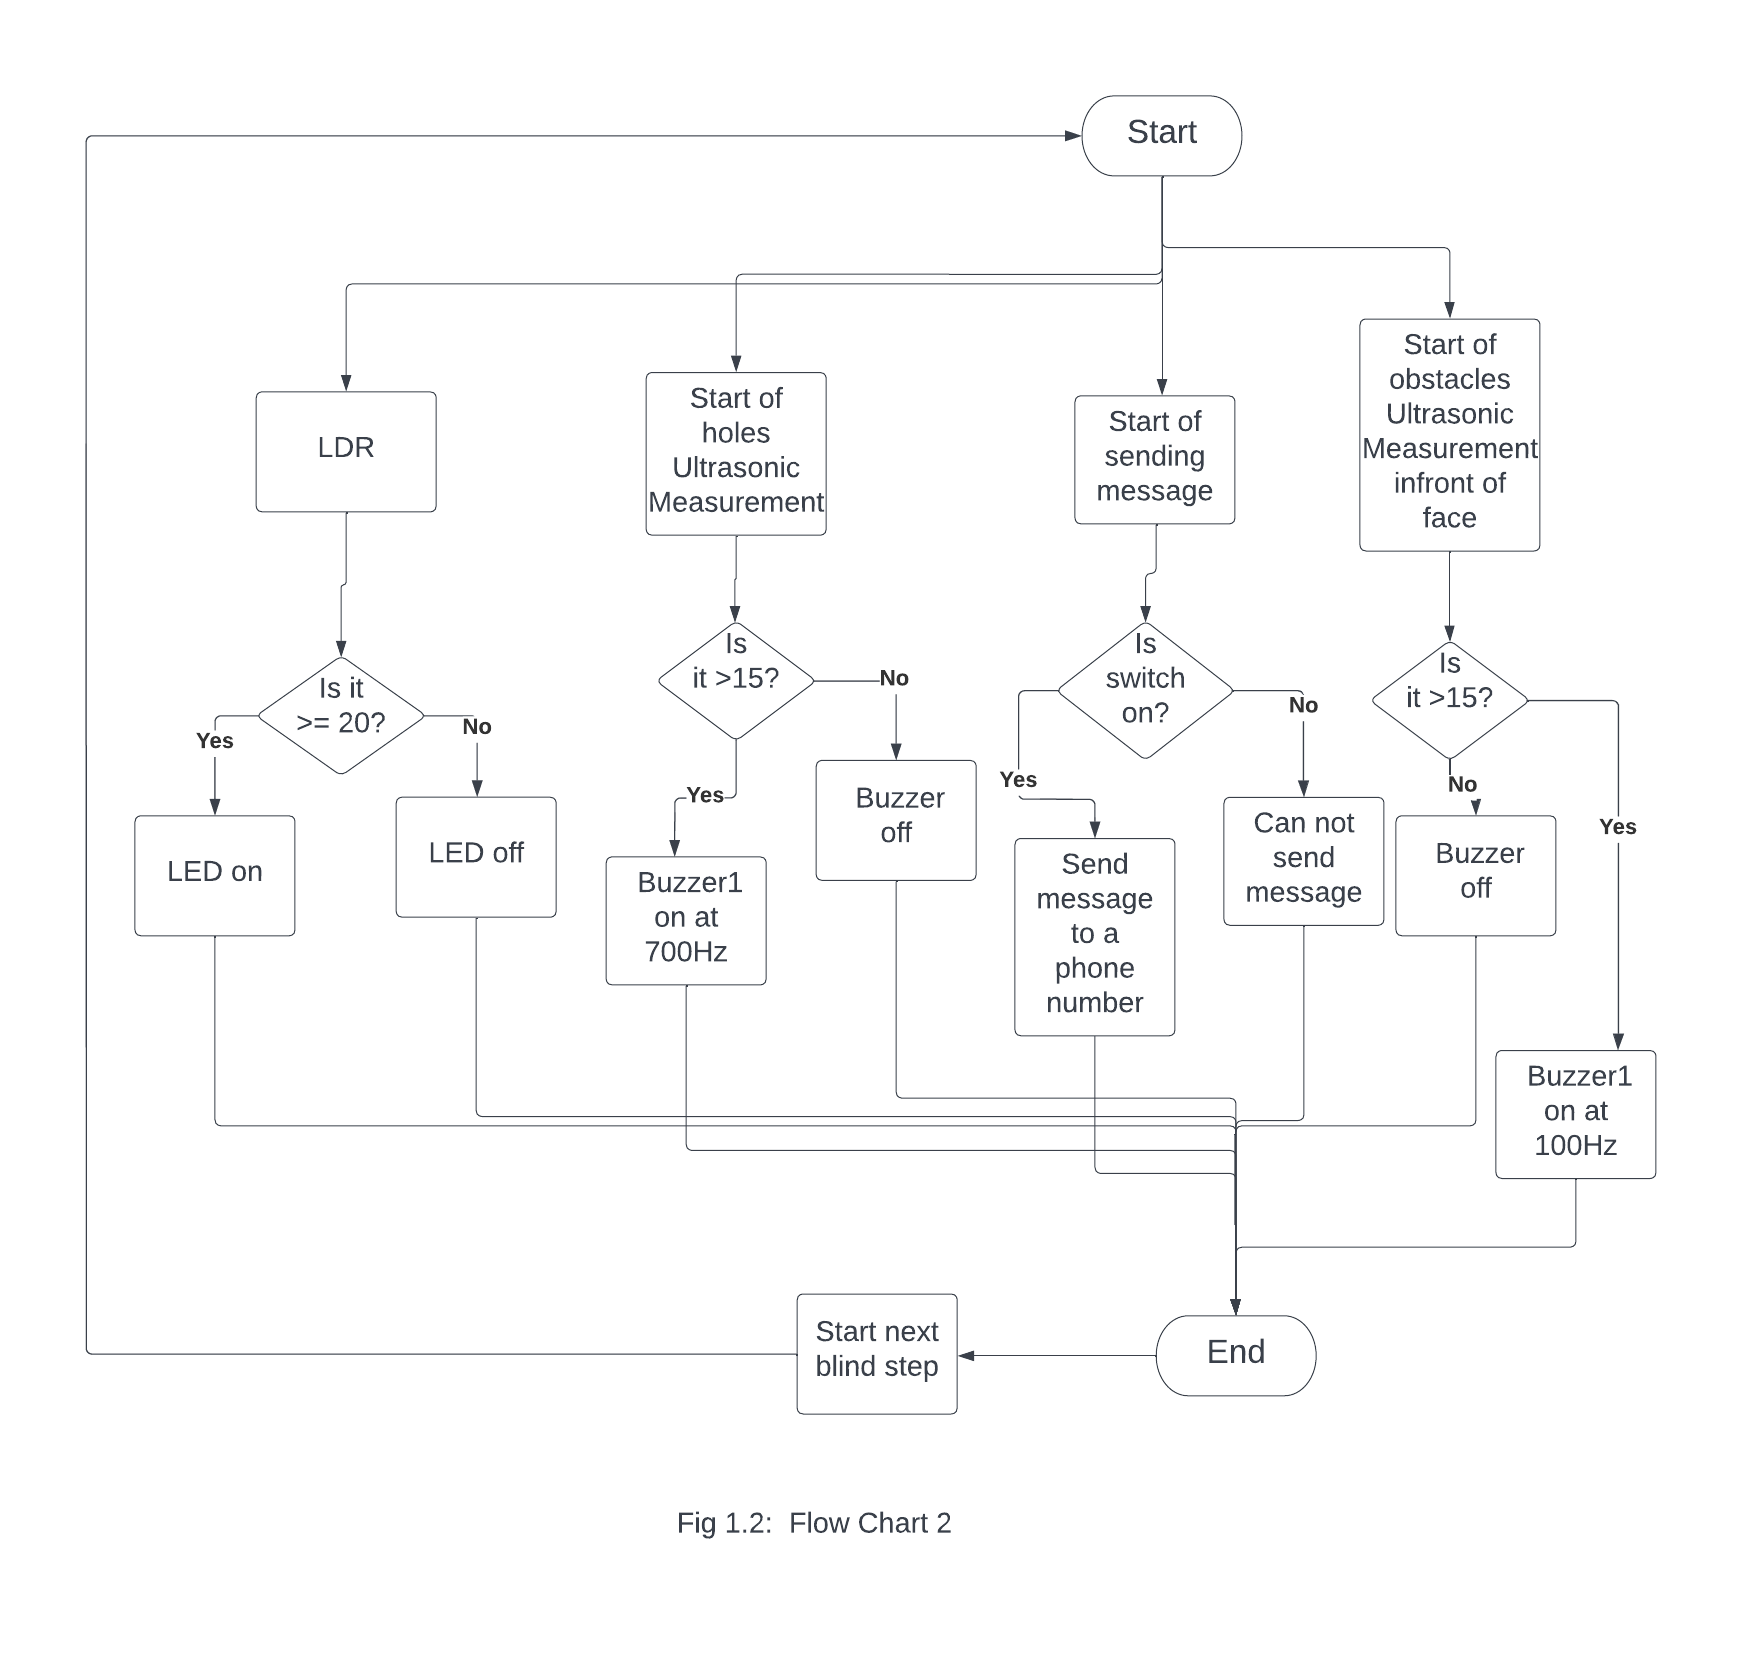 Start
LDR
Start of
holes
Ultrasonic
Measurement
Start of
sending
message
Start of
obstacles
Ultrasonic
Measurement
infront of
face
Is it
>= 20?
Yes
No
LED on
LED off
Is
it >15?
No
Yes
Buzzer
off
Buzzer1
on at
700Hz
Is
switch
on?
Yes
No
Send
message
to a
phone
number
Can not
send
message
Is
it >15?
No
Yes
Buzzer
off
Buzzer1
on at
100Hz
End
Start next
blind step
Fig 1.2:  Flow Chart 2